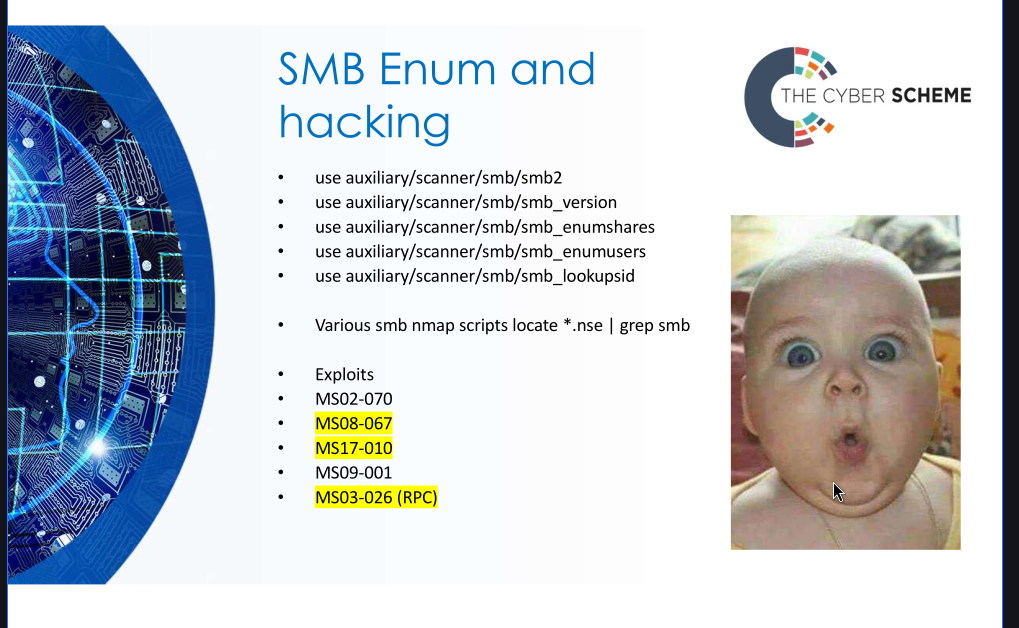 SMB Enum and
hacking
THE CYBER SCHEME
• use auxiliary/scanner/smb/smb2
• use auxiliary/scanner/smb/smb_version
• use auxiliary/scanner/smb/smb_enumshares
• use auxiliary/scanner/smb/smb_enumusers
• use auxiliary/scanner/smb/smb_lookupsid
• Various smb nmap scripts locate *.nse | grep smb
• Exploits
• MS02-070
• MS08-067
• MS17-010
• MS09-001
• MS03-026 (RPC)